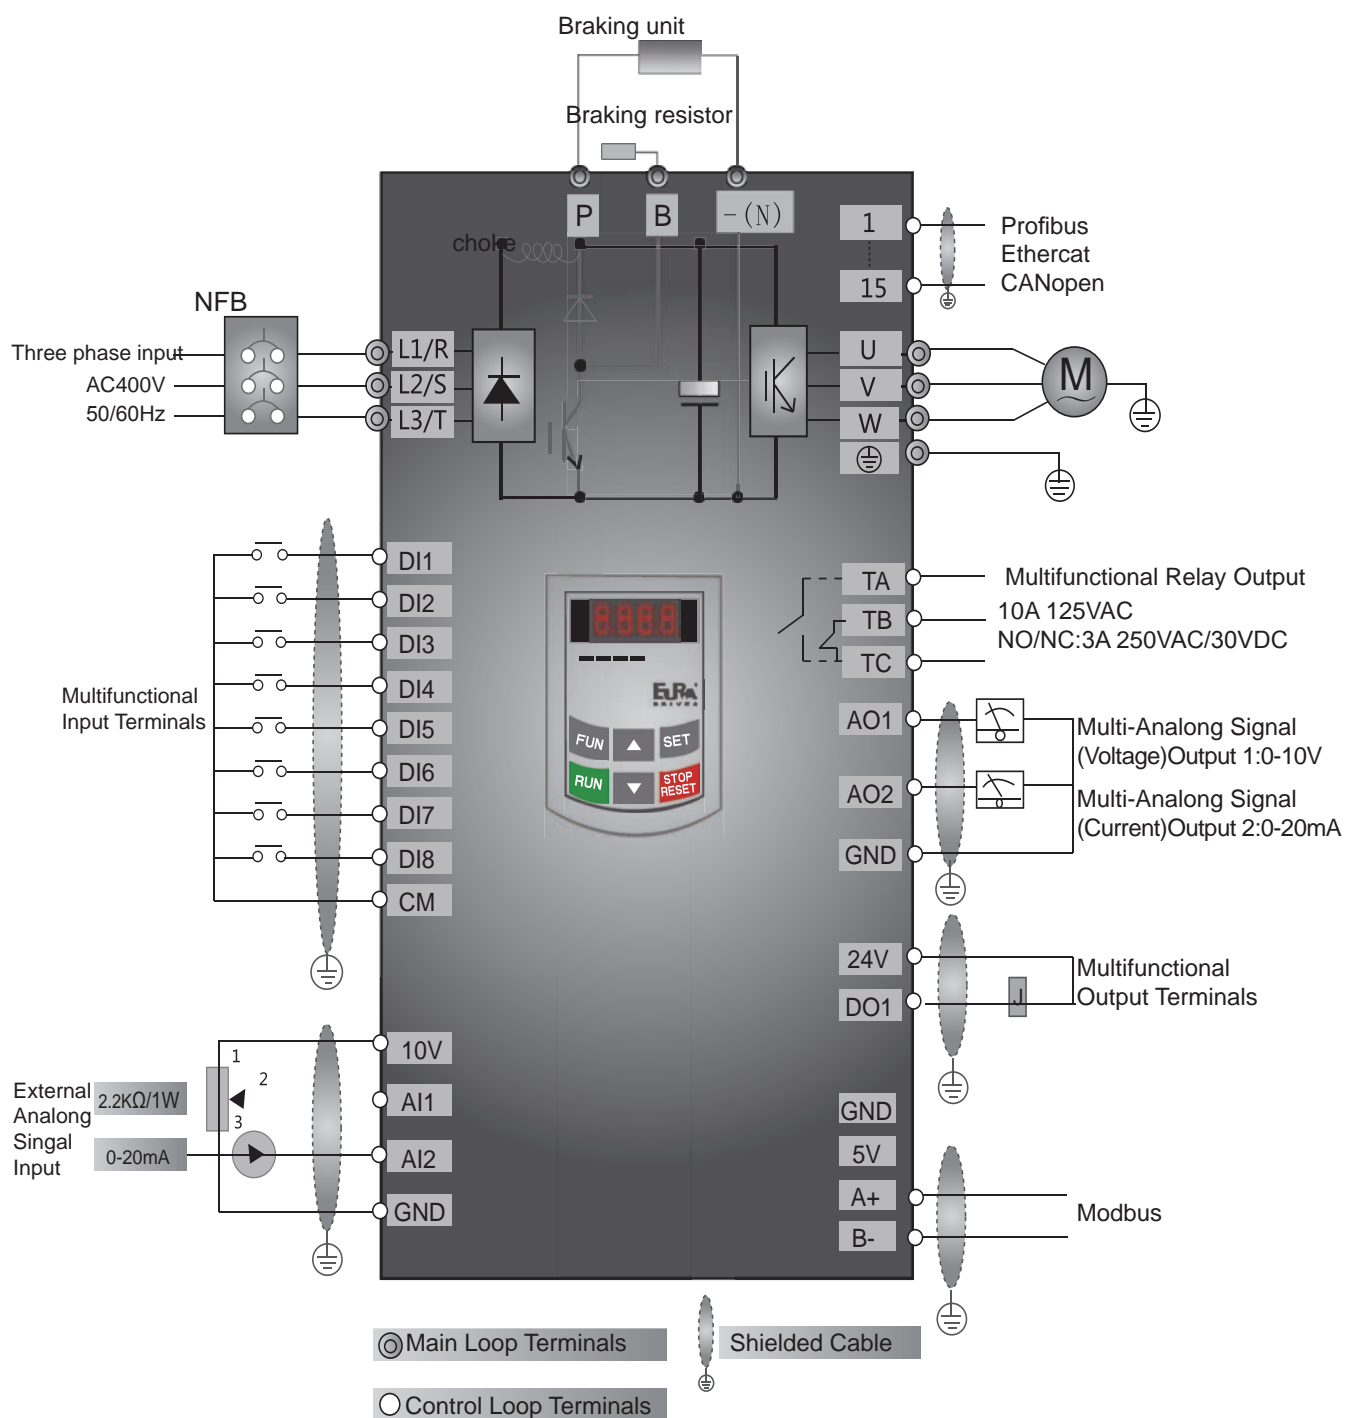 Braking unit
Braking resistor
P
B
-(N)
choke
1
15
Profibus
Ethercat
CANopen
NFB
Three phase input
AC400V
50/60Hz
L1/R
L2/S
L3/T
U
V
W
M
DI1
DI2
DI3
DI4
DI5
DI6
DI7
DI8
CM
Multifunctional
Input Terminals
EURA
DRIVES
FUN
SET
RUN
STOP
RESET
TA
TB
TC
Multifunctional Relay Output
10A 125VAC
NO/NC:3A 250VAC/30VDC
AO1
AO2
GND
Multi-Analong Signal
(Voltage)Output 1:0-10V
Multi-Analong Signal
(Current)Output 2:0-20mA
24V
DO1
J
Multifunctional
Output Terminals
10V
AI1
AI2
GND
1
2
3
External
Analong
Singal
Input
2.2KΩ/1W
0-20mA
GND
5V
A+
B-
Modbus
Main Loop Terminals
Shielded Cable
Control Loop Terminals